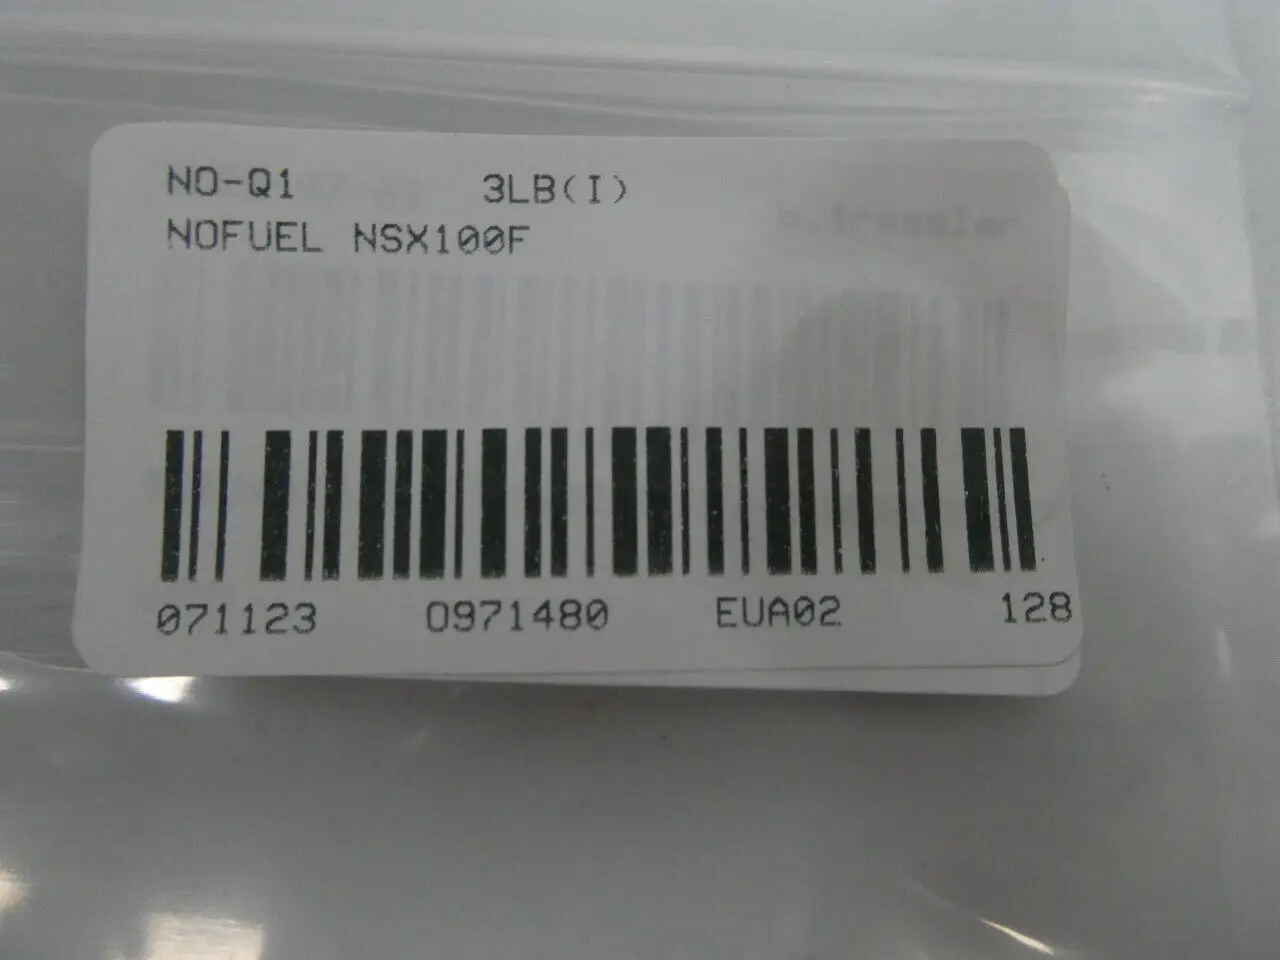 NO-Q1 3LB(I)
NOFUEL NSX100F
071123 0971480 EUA02 128